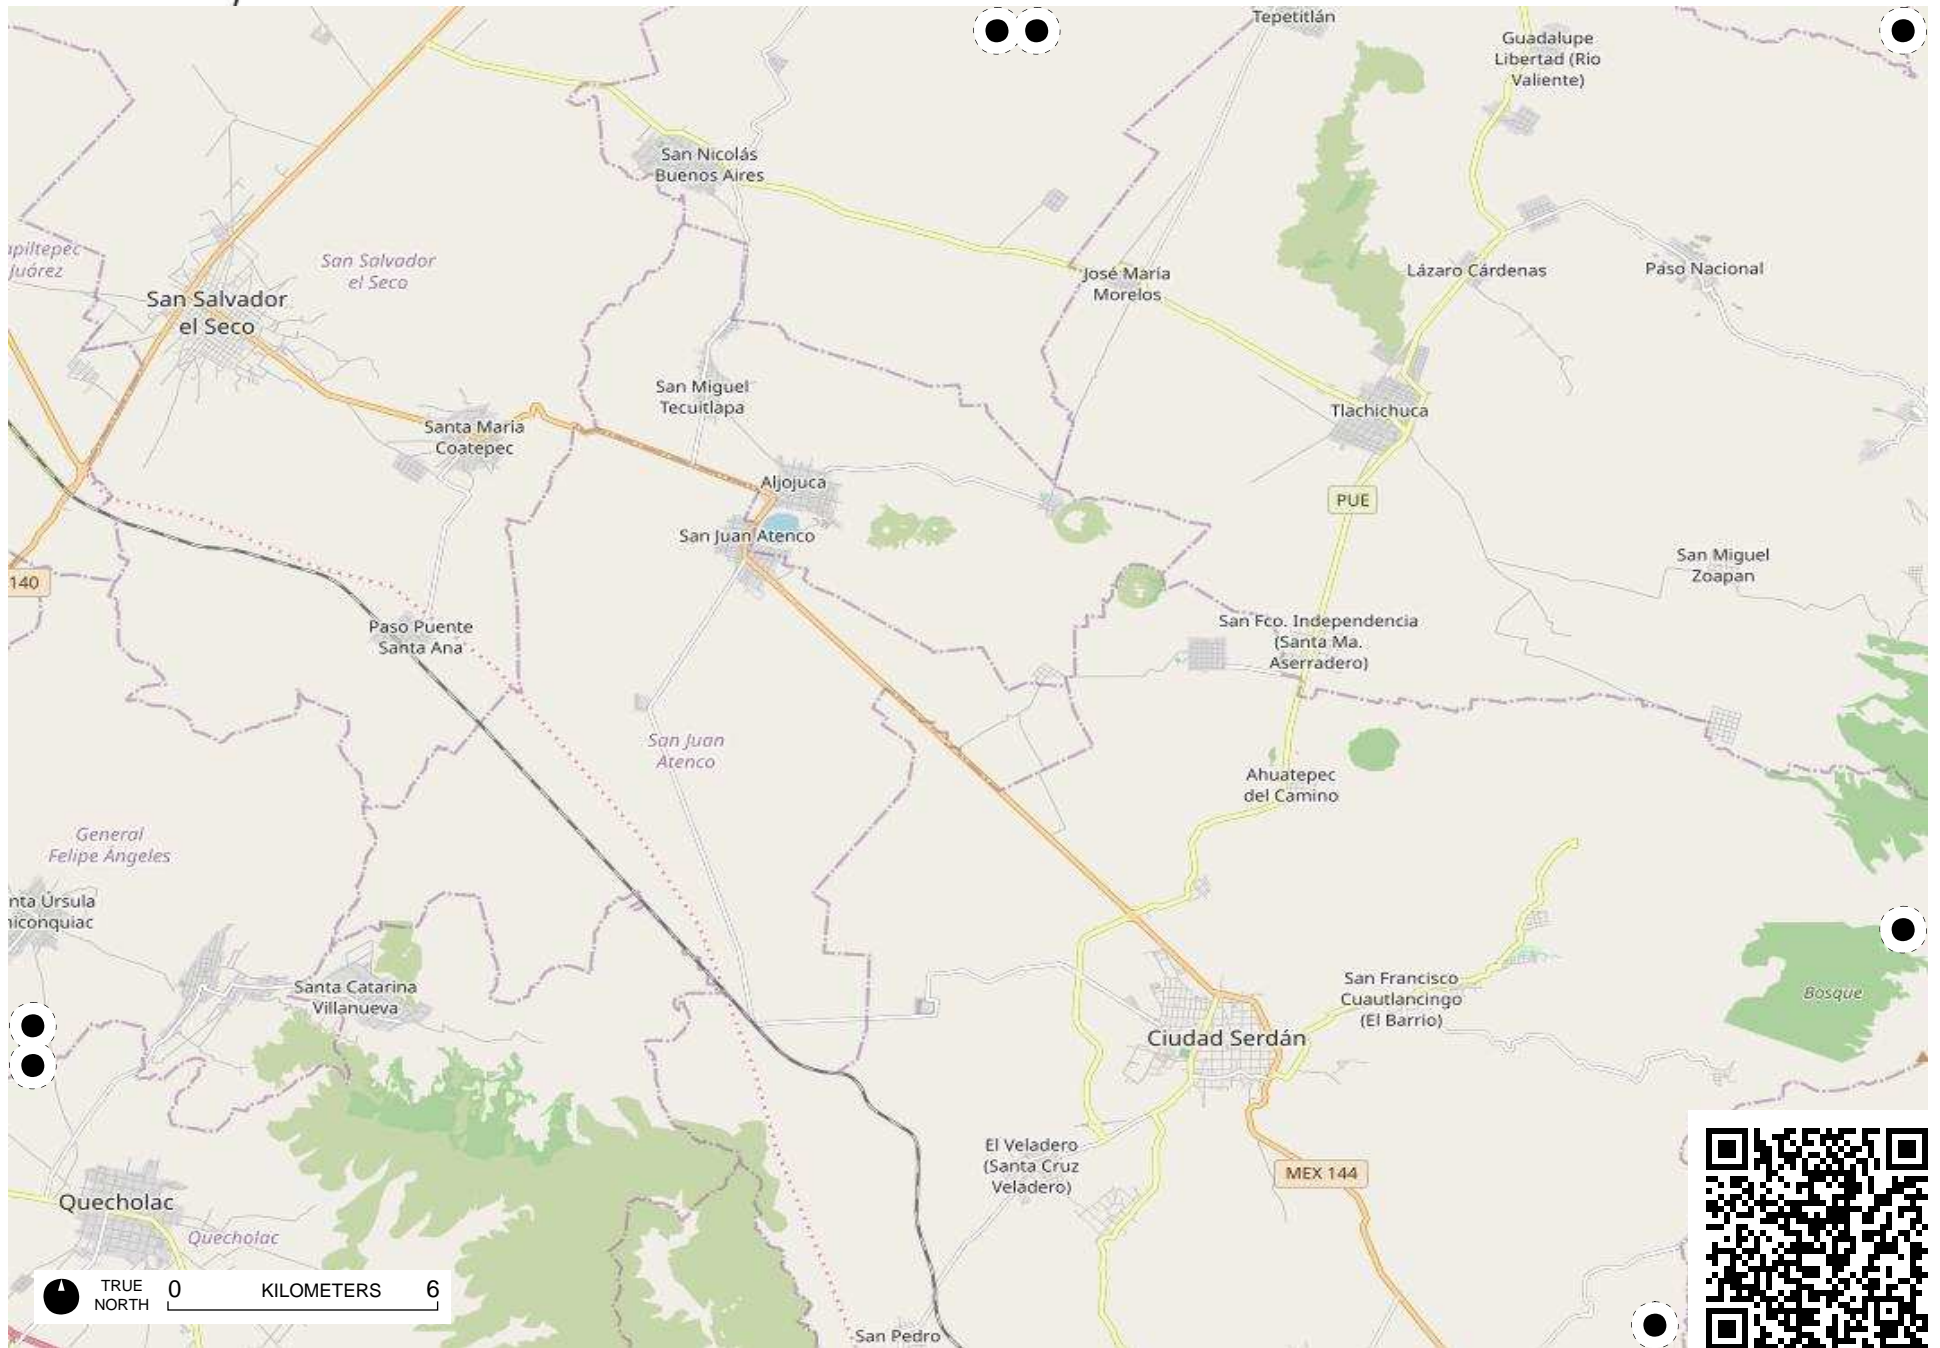 Tepetitlán
Guadalupe
Libertad (Río
Valiente)
San Nicolás
Buenos Aires
San Salvador
el Seco
Juárez
San Salvador
el Seco
José María
Morelos
Lázaro Cárdenas
Paso Nacional
San Miguel
Tecuitlapa
Tlachichuca
Santa María
Coatepec
Aljojuca
PUE
San Juan Atenco
San Miguel
Zoapan
140
Paso Puente
Santa Ana
San Fco. Independencia
(Santa Ma.
Aserradero)
San Juan
Atenco
Ahuatepec
del Camino
General
Felipe Ángeles
Úrsula
Santa Catarina
Villanueva
San Francisco
Cuautlancingo
(El Barrio)
Bosque
Ciudad Serdán
El Veladero
(Santa Cruz
Veladero)
MEX 144
Quecholac
Quecholac
TRUE
NORTH
0 KILOMETERS 6
San Pedro